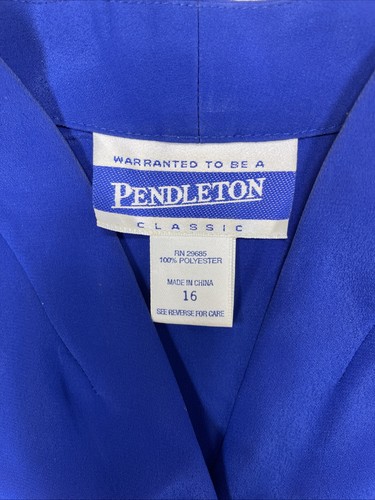 WARRANTED TO BE A
PENDLETON
CLASSIC
RN 29685
100% POLYESTER
MADE IN CHINA
16
SEE REVERSE FOR CARE